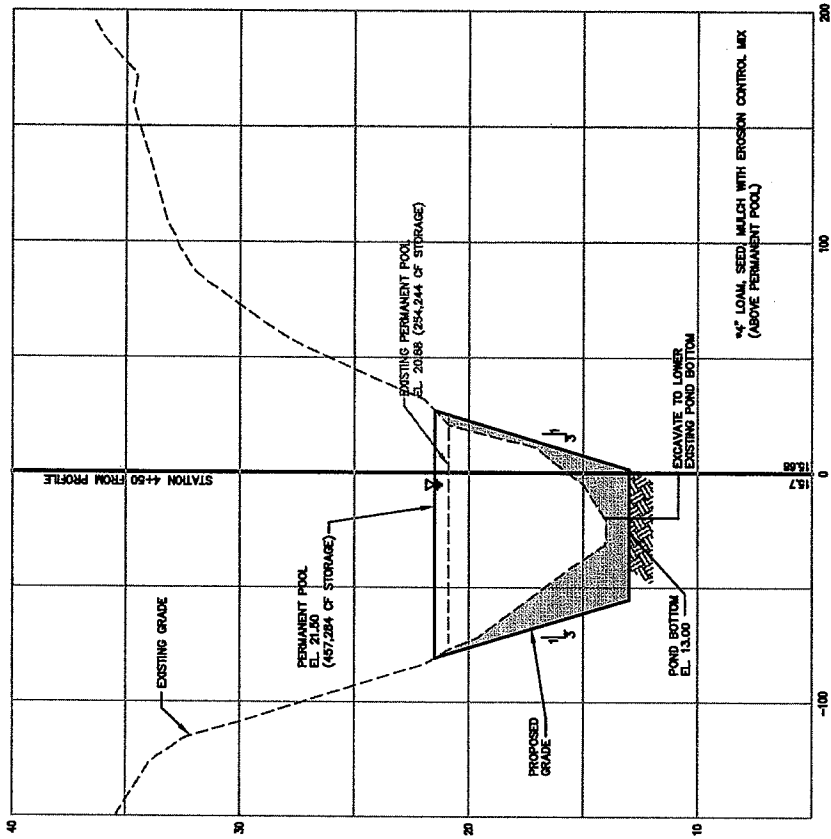 40
30
20
10
-100
0
100
200
15.7
15.68
STATION 4+50 FROM PROFILE
EXISTING GRADE
PERMANENT POOL
EL. 21.50
(457,284 CF STORAGE)
EXISTING PERMANENT POOL
EL. 20.88 (254,244 CF STORAGE)
PROPOSED
GRADE
1
3
1
3
POND BOTTOM
EL. 13.00
EXCAVATE TO LOWER
EXISTING POND BOTTOM
*4" LOAM, SEED, MULCH WITH EROSION CONTROL MIX
(ABOVE PERMANENT POOL)